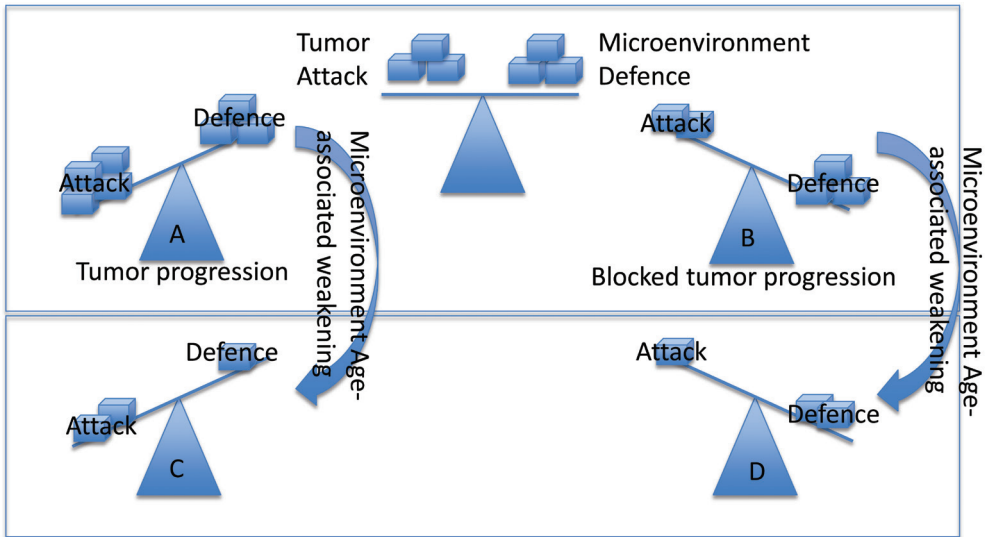 Tumor
Attack
Microenvironment
Defence
Defence
Attack
A
Tumor progression
Microenvironment Age-
associated weakening
Attack
Defence
B
Blocked tumor progression
Microenvironment Age-
associated weakening
Defence
Attack
C
Attack
Defence
D